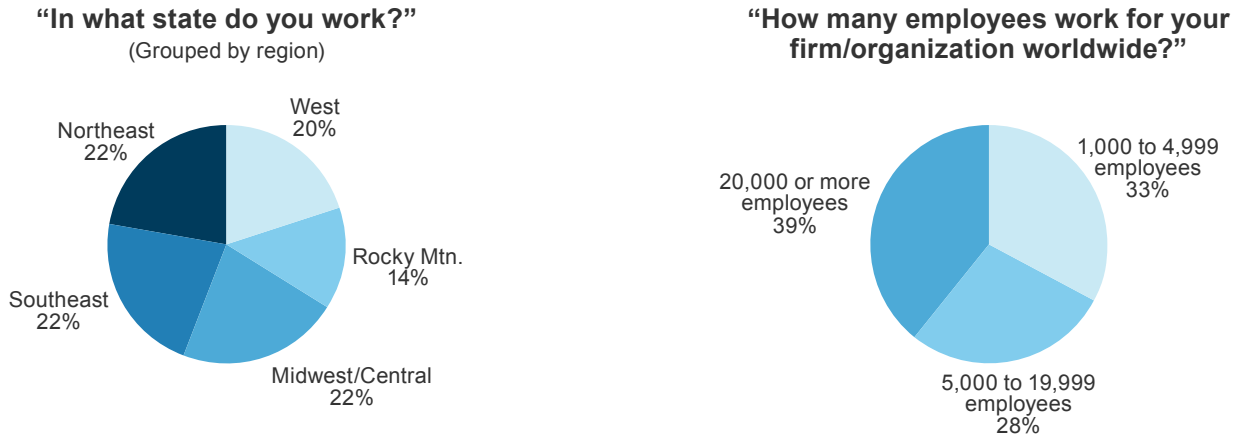 “In what state do you work?”
(Grouped by region)
West
20%
Northeast
22%
Rocky Mtn.
14%
Southeast
22%
Midwest/Central
22%
“How many employees work for your
firm/organization worldwide?”
1,000 to 4,999
employees
33%
20,000 or more
employees
39%
5,000 to 19,999
employees
28%